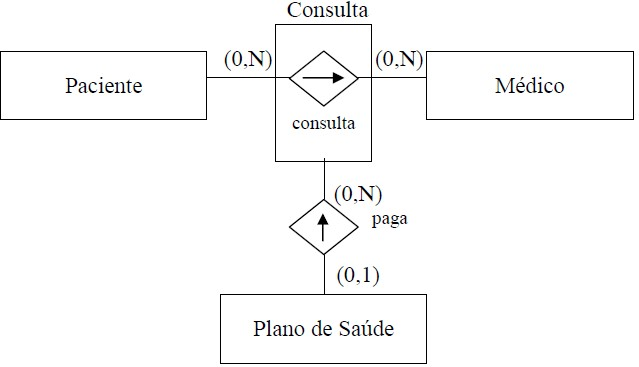 Consulta
(0,N)
(0,N)
Paciente
Médico
consulta
(0,N)
paga
(0,1)
Plano de Saúde